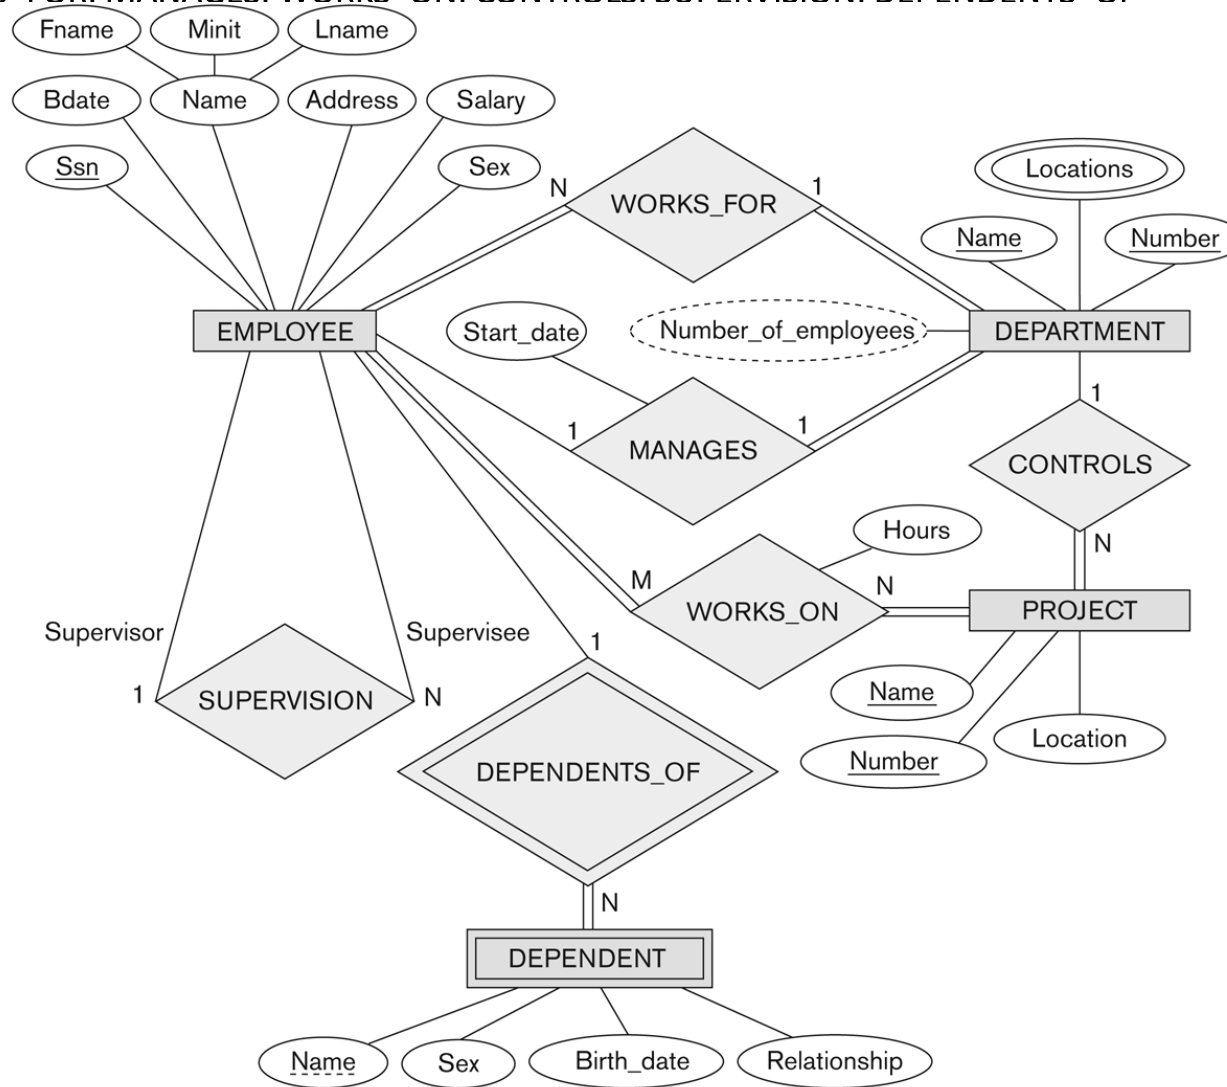 Fname Minit Lname
Bdate Name Address Salary
Ssn Sex
N WORKS_FOR 1
Locations
Name Number
EMPLOYEE Start_date Number_of_employees DEPARTMENT
1 MANAGES 1
1
CONTROLS
N
Hours
M WORKS_ON N PROJECT
Supervisor Supervisee
1 SUPERVISION N
1
Name
Number
Location
DEPENDENTS_OF
N
DEPENDENT
Name Sex Birth_date Relationship